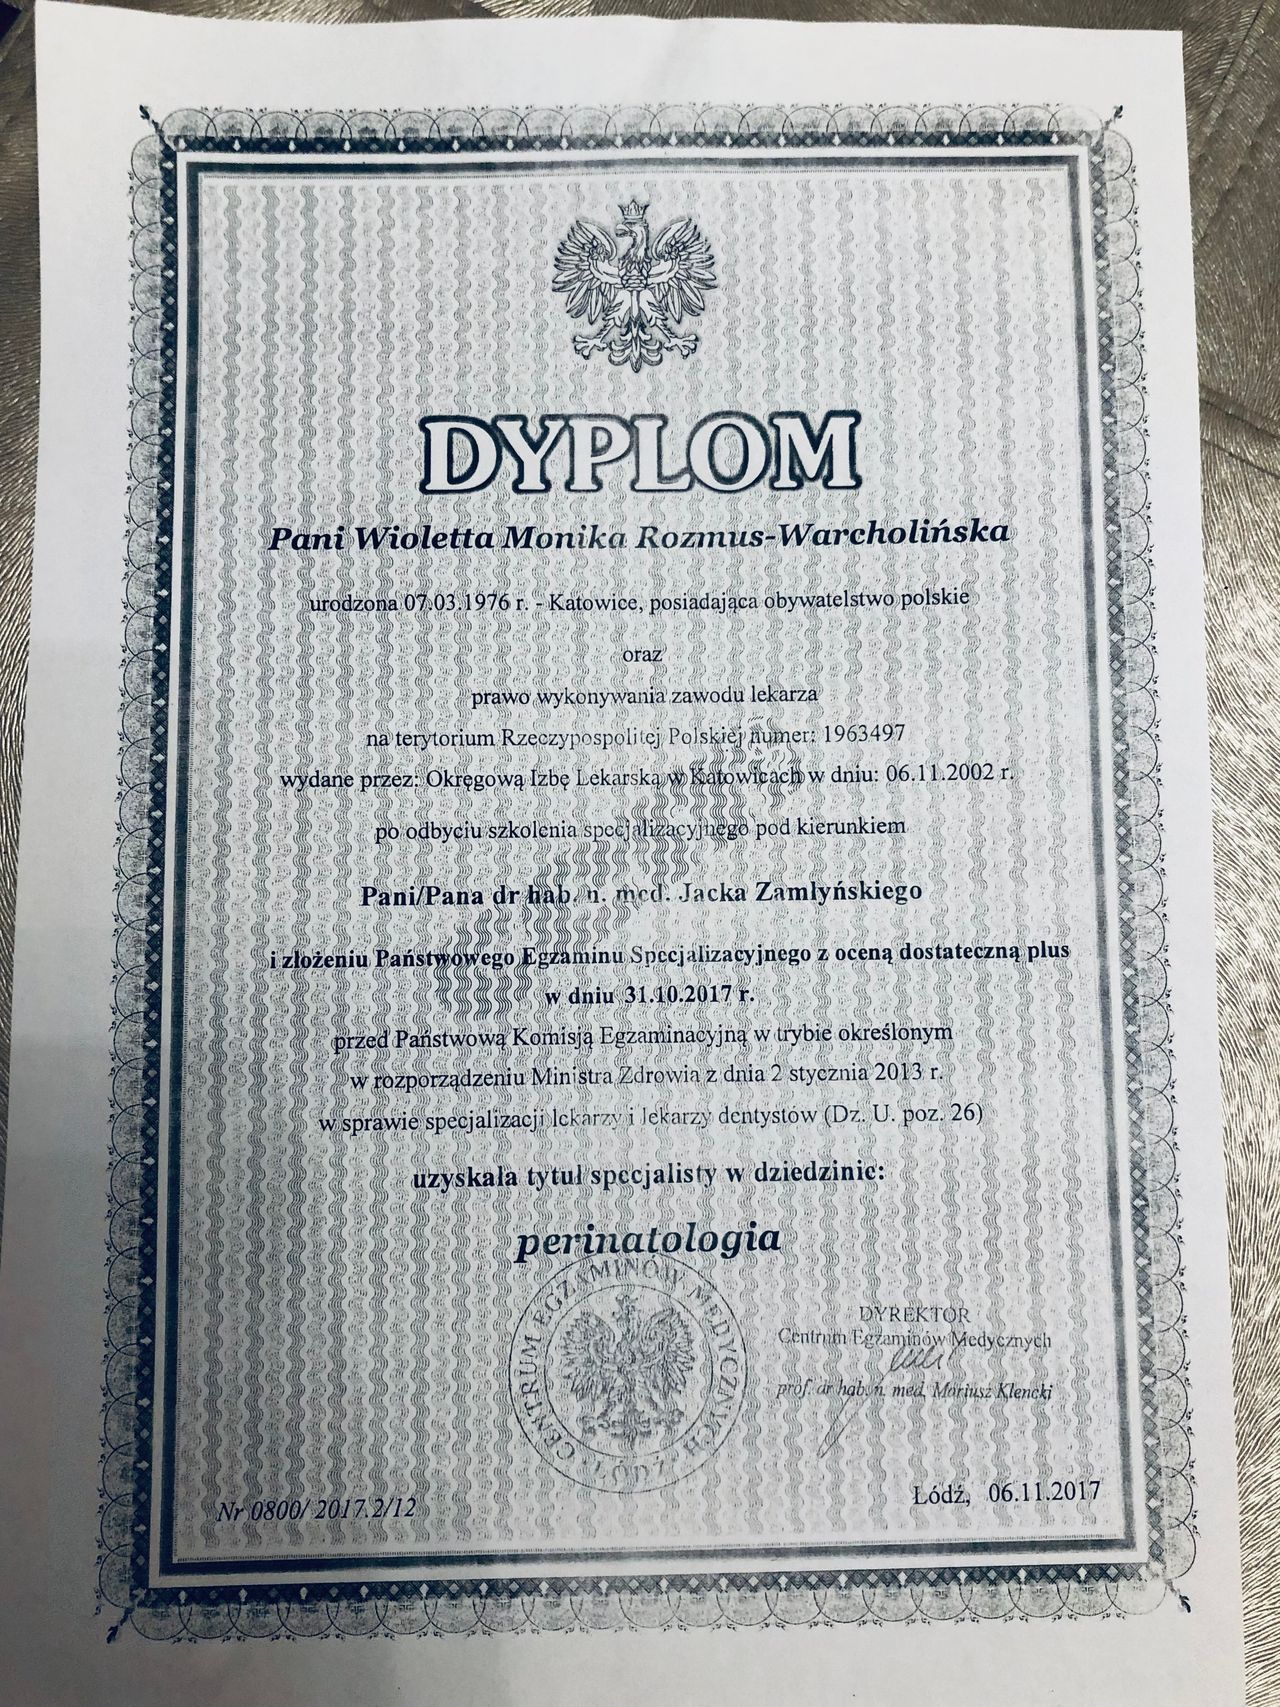 DYPLOM
Pani Wioletta Monika Rozmus-Warcholińska
urodzona 07.03.1976 r. - Katowice, posiadająca obywatelstwo polskie
oraz
prawo wykonywania zawodu lekarza
na terytorium Rzeczypospolitej Polskiej numer: 1963497
wydane przez: Okręgową Izbę Lekarską w Katowicach w dniu: 06.11.2002 r.
po odbyciu szkolenia specjalizacyjnego pod kierunkiem
Pani/Pana dr hab. n. med. Jacka Zamłyńskiego
i złożeniu Państwowego Egzaminu Specjalizacyjnego z oceną dostateczną plus
w dniu 31.10.2017 r.
przed Państwową Komisją Egzaminacyjną w trybie określonym
w rozporządzeniu Ministra Zdrowia z dnia 2 stycznia 2013 r.
w sprawie specjalizacji lekarzy i lekarzy dentystów (Dz. U. poz. 26)
uzyskała tytuł specjalisty w dziedzinie:
perinatologia
CENTRUM EGZAMINÓW MEDYCZNYCH
ŁÓDŹ
DYREKTOR
Centrum Egzaminów Medycznych
prof. dr hab. n. med. Mariusz Klencki
Nr 0800/ 2017.2/12
Łódź, 06.11.2017